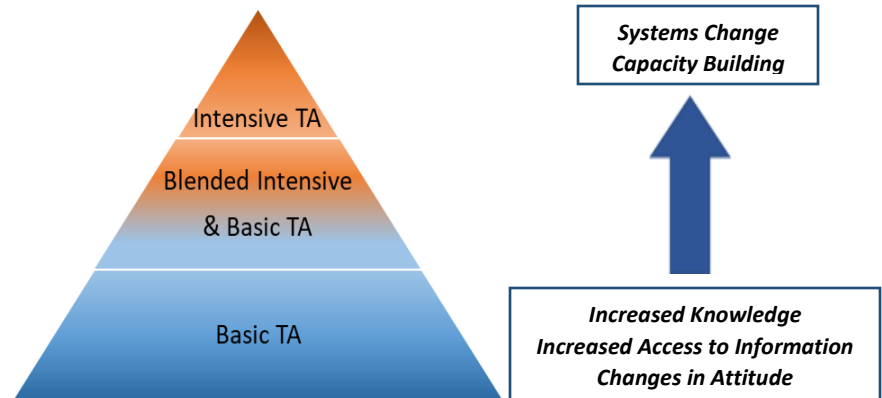 Intensive TA
Blended Intensive
& Basic TA
Basic TA
Systems Change
Capacity Building
Increased Knowledge
Increased Access to Information
Changes in Attitude